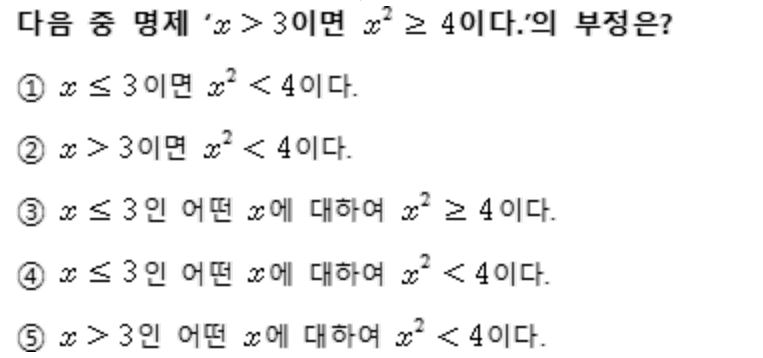 다음 중 명제 ‘x > 3이면 x² ≥ 4이다.’의 부정은?
① x ≤ 3이면 x² < 4이다.
② x > 3이면 x² < 4이다.
③ x ≤ 3인 어떤 x에 대하여 x² ≥ 4이다.
④ x ≤ 3인 어떤 x에 대하여 x² < 4이다.
⑤ x > 3인 어떤 x에 대하여 x² < 4이다.